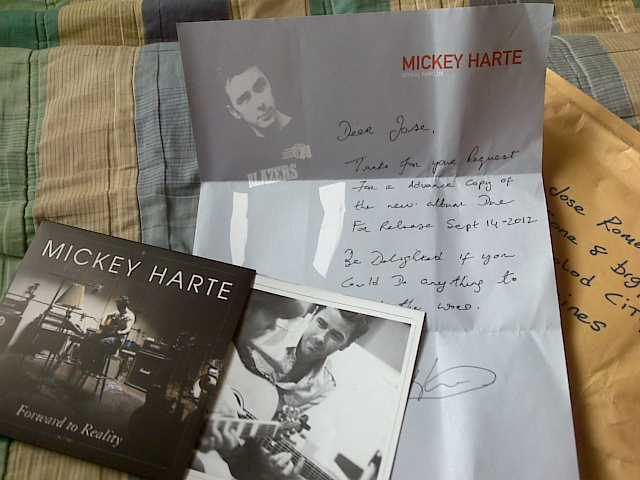 MICKEY HARTE
Dear Jose,
Thanks for your Request
For a Advance Copy of
the new album Due
For Release Sept 14-2012
Be Delighted if you
Could Do anything to
the word.
BLAZERS
MICKEY HARTE
Forward to Reality
Jose
& 
City